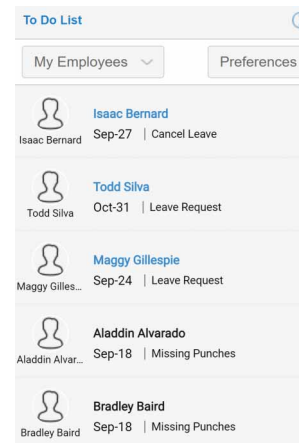 To Do List
My Employees
Preferences
Isaac Bernard
Sep-27 | Cancel Leave
Isaac Bernard
Todd Silva
Oct-31 | Leave Request
Todd Silva
Maggy Gillespie
Sep-24 | Leave Request
Maggy Gilles...
Aladdin Alvarado
Sep-18 | Missing Punches
Aladdin Alvar...
Bradley Baird
Sep-18 | Missing Punches
Bradley Baird